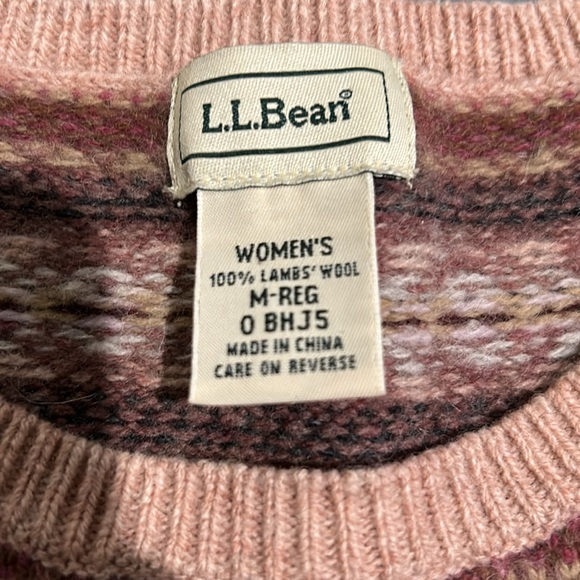 L.L.Bean®
WOMEN'S
100% LAMBS' WOOL
M-REG
0 BHJ5
MADE IN CHINA
CARE ON REVERSE